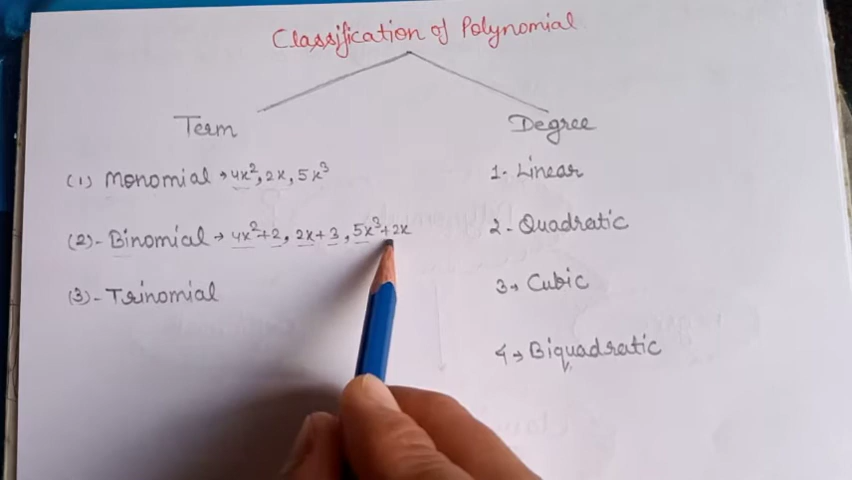 Classification of Polynomial
Term
(1) Monomial → 4x², 2x, 5x³
(2)- Binomial → 4x²+2, 2x+3, 5x³+2x
(3)- Trinomial
Degree
1- Linear
2- Quadratic
3→ Cubic
4→ Biquadratic